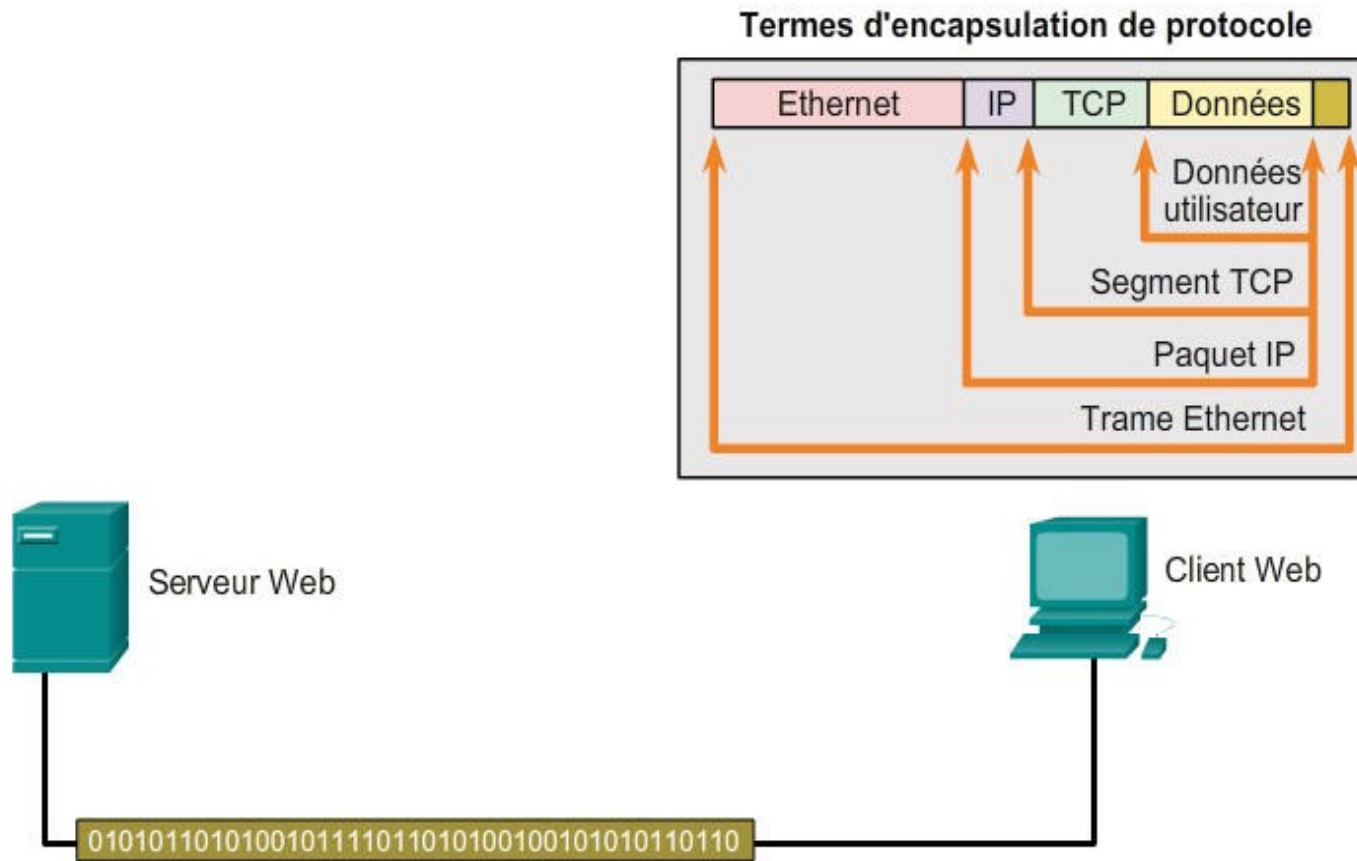 Termes d'encapsulation de protocole
Ethernet IP TCP Données
Données
utilisateur
Segment TCP
Paquet IP
Trame Ethernet
Serveur Web
Client Web
0101011010100101111011010100100101010110110